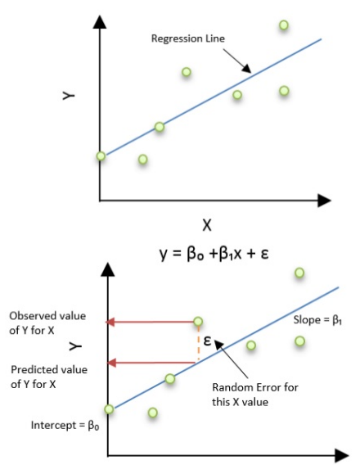 Regression Line
Y
X
y = β₀ +β₁x + ε
Observed value
of Y for X
Y
ε
Slope = β₁
Predicted value
of Y for X
Random Error for
this X value
Intercept = β₀